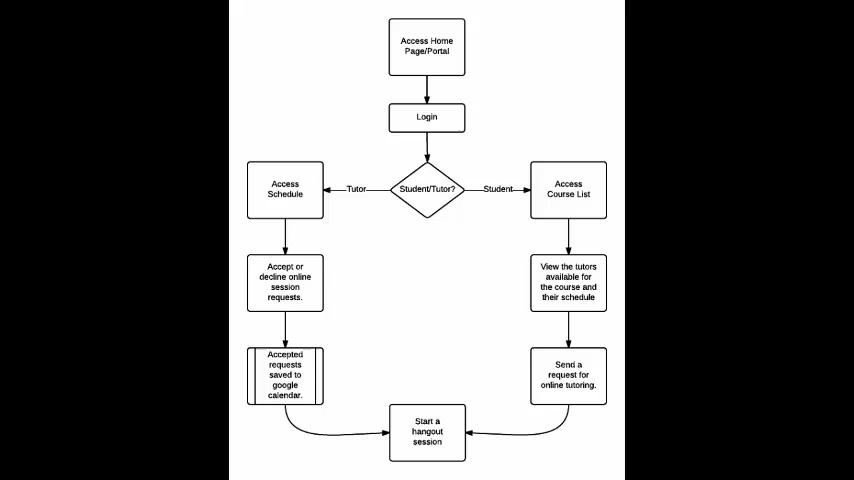 Access Home
Page/Portal
Login
Access
Schedule
Tutor
Student/Tutor?
Student
Access
Course List
Accept or
decline online
session
requests.
View the tutors
available for
the course and
their schedule
Accepted
requests
saved to
google
calendar.
Send a
request for
online tutoring.
Start a
hangout
session